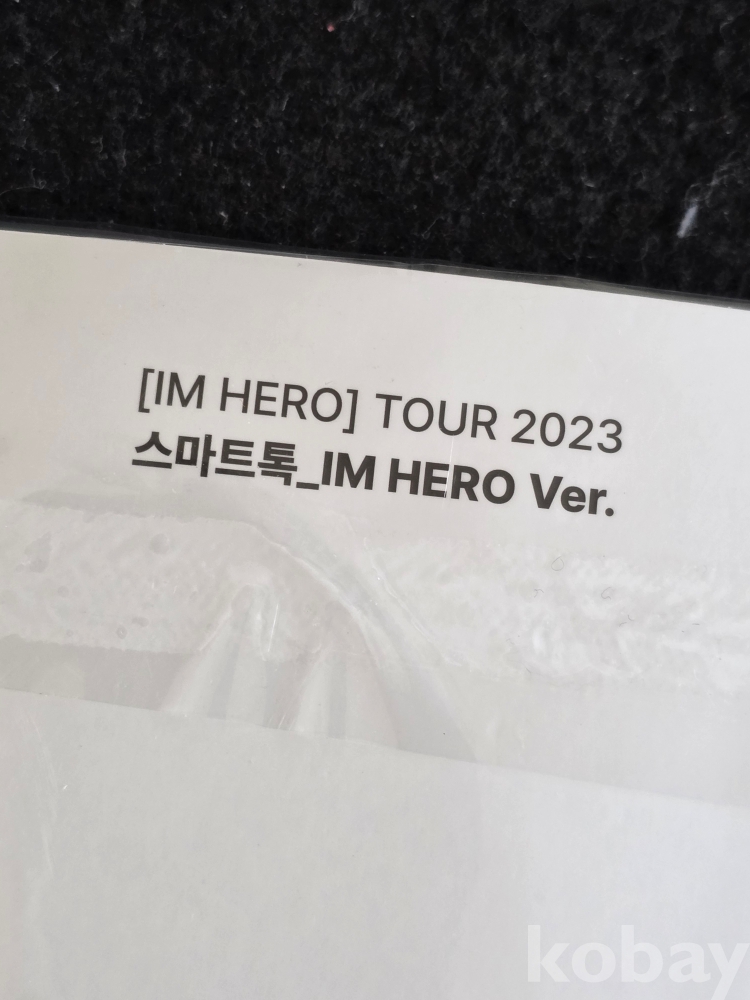 [IM HERO] TOUR 2023
스마트톡_IM HERO Ver.
kobay